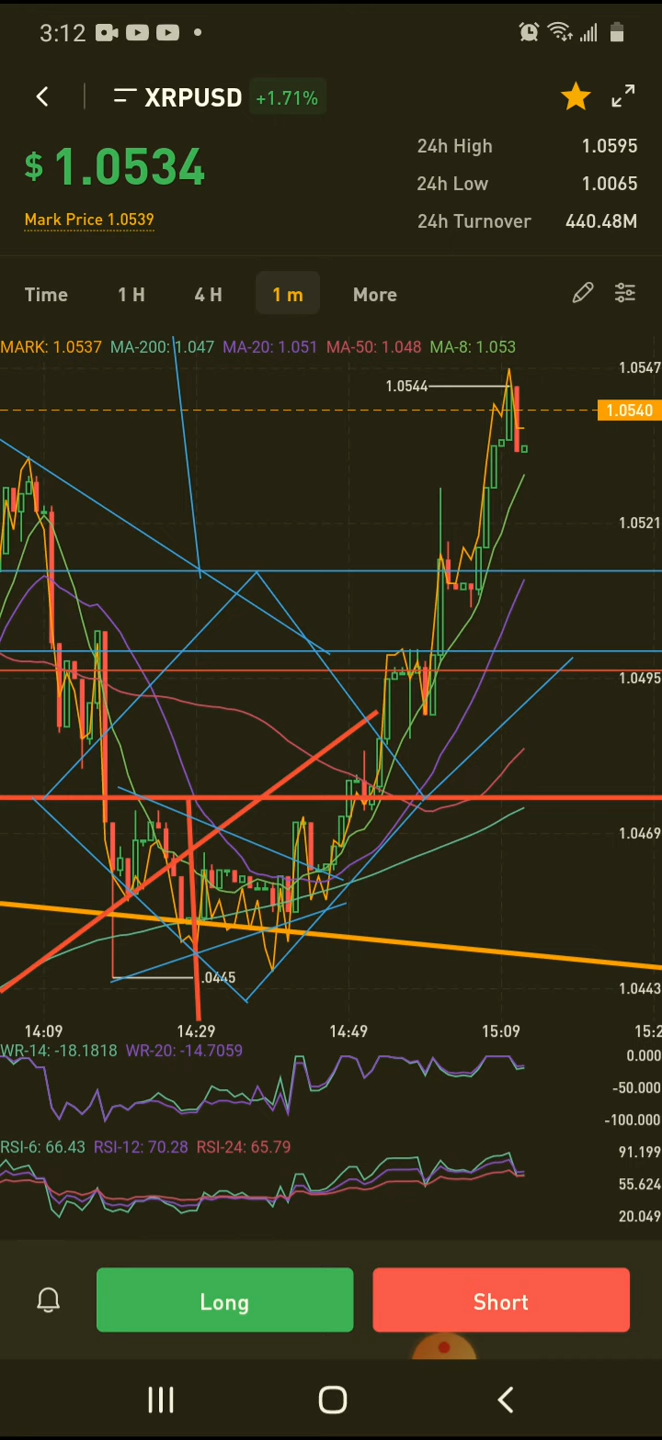 3:12
XRPUSD +1.71%
$ 1.0534
Mark Price 1.0539
24h High 1.0595
24h Low 1.0065
24h Turnover 440.48M
Time 1 H 4 H 1 m More
MARK: 1.0537 MA-200: 1.047 MA-20: 1.051 MA-50: 1.048 MA-8: 1.053
1.0547
1.0544
1.0540
1.0521
1.0495
1.0469
.0445
1.0443
14:09 14:29 14:49 15:09 15:2
WR-14: -18.1818 WR-20: -14.7059
0.000
-50.000
-100.000
RSI-6: 66.43 RSI-12: 70.28 RSI-24: 65.79
91.199
55.624
20.049
Long Short